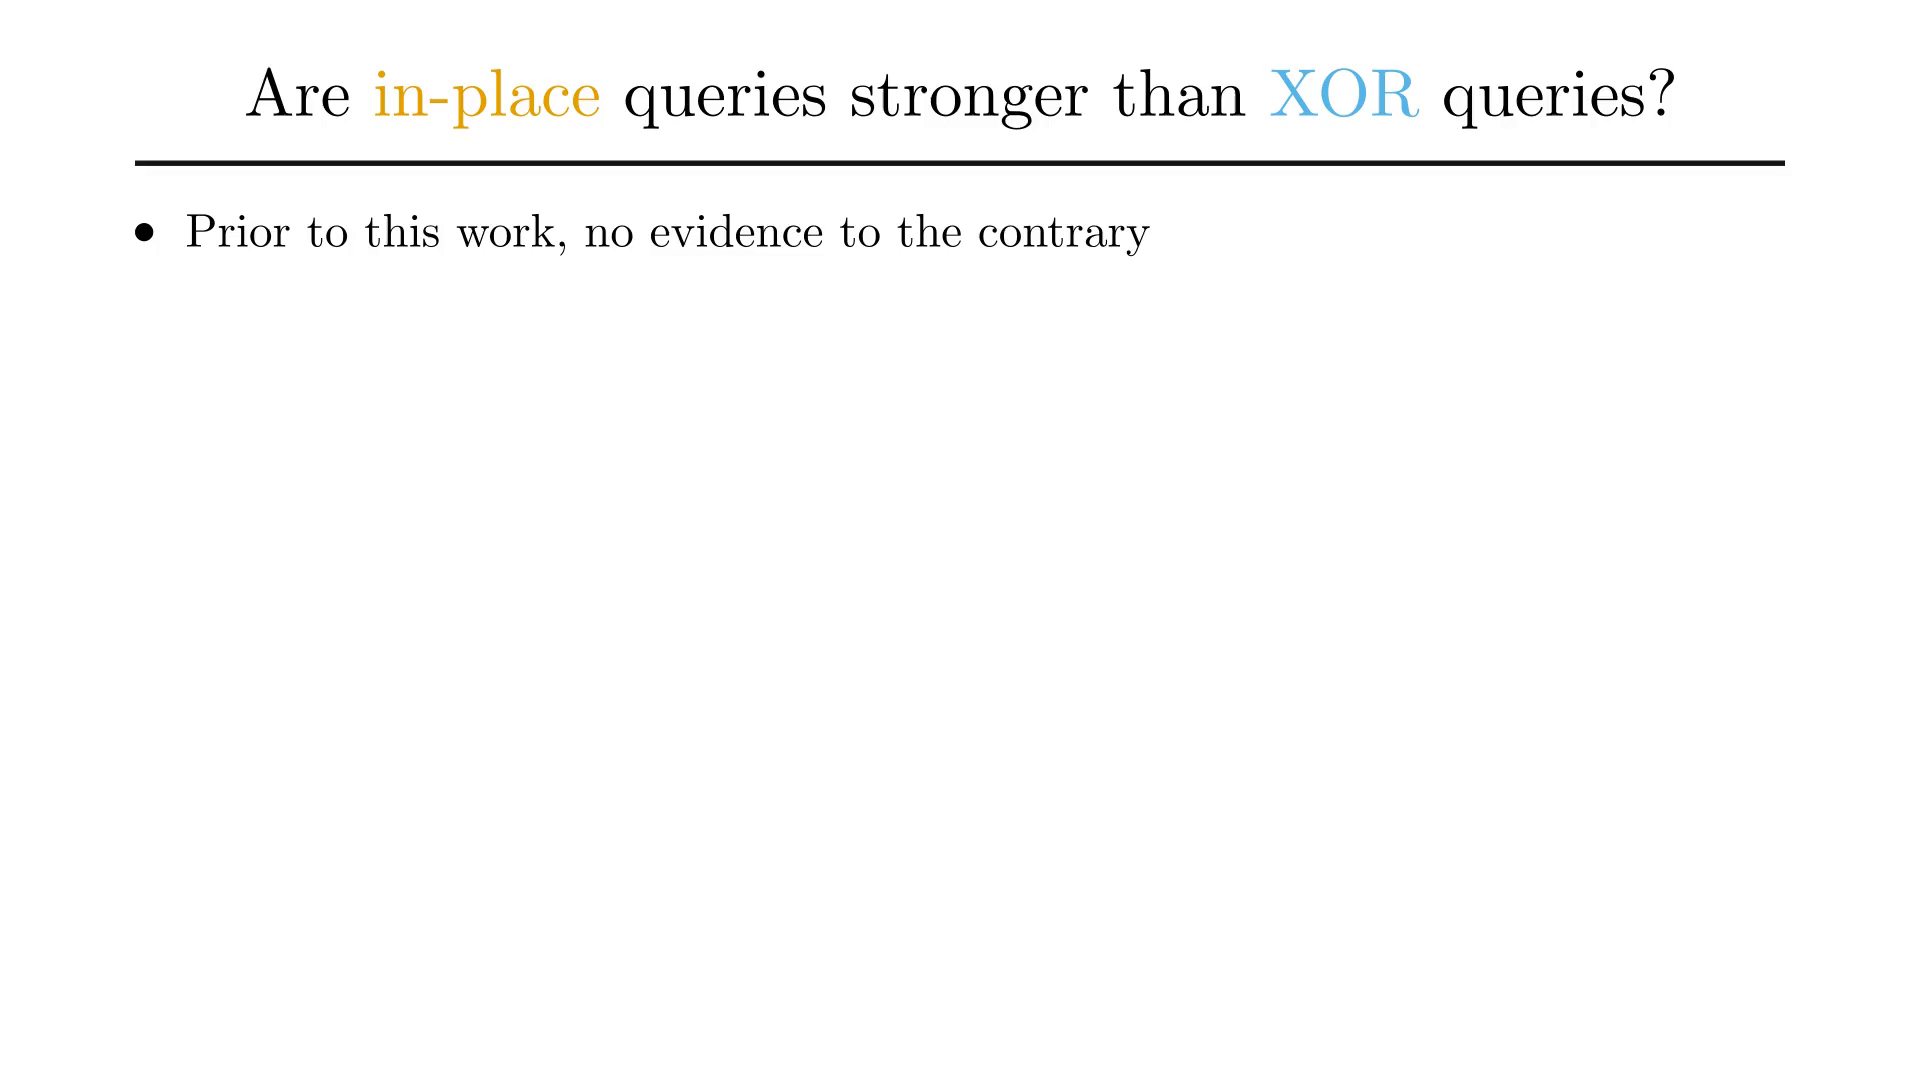 Are in-place queries stronger than XOR queries?
• Prior to this work, no evidence to the contrary